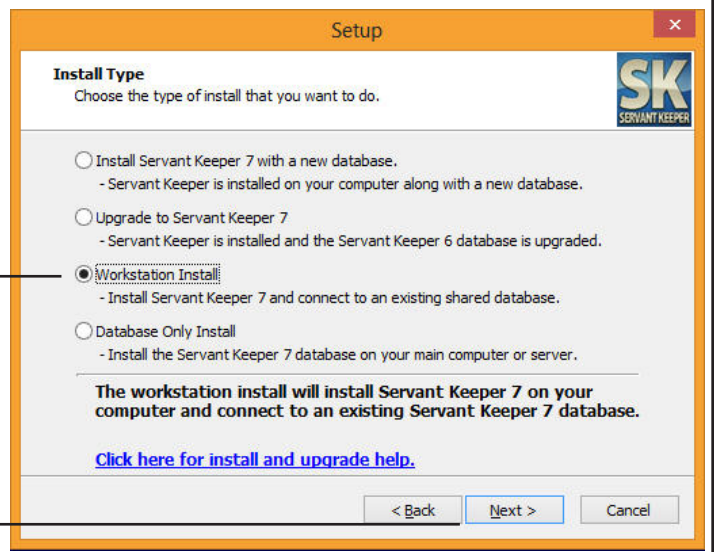 Setup
Install Type
Choose the type of install that you want to do.
SK
SERVANT KEEPER
Install Servant Keeper 7 with a new database.
- Servant Keeper is installed on your computer along with a new database.
Upgrade to Servant Keeper 7
- Servant Keeper is installed and the Servant Keeper 6 database is upgraded.
Workstation Install
- Install Servant Keeper 7 and connect to an existing shared database.
Database Only Install
- Install the Servant Keeper 7 database on your main computer or server.
The workstation install will install Servant Keeper 7 on your
computer and connect to an existing Servant Keeper 7 database.
Click here for install and upgrade help.
< Back Next > Cancel